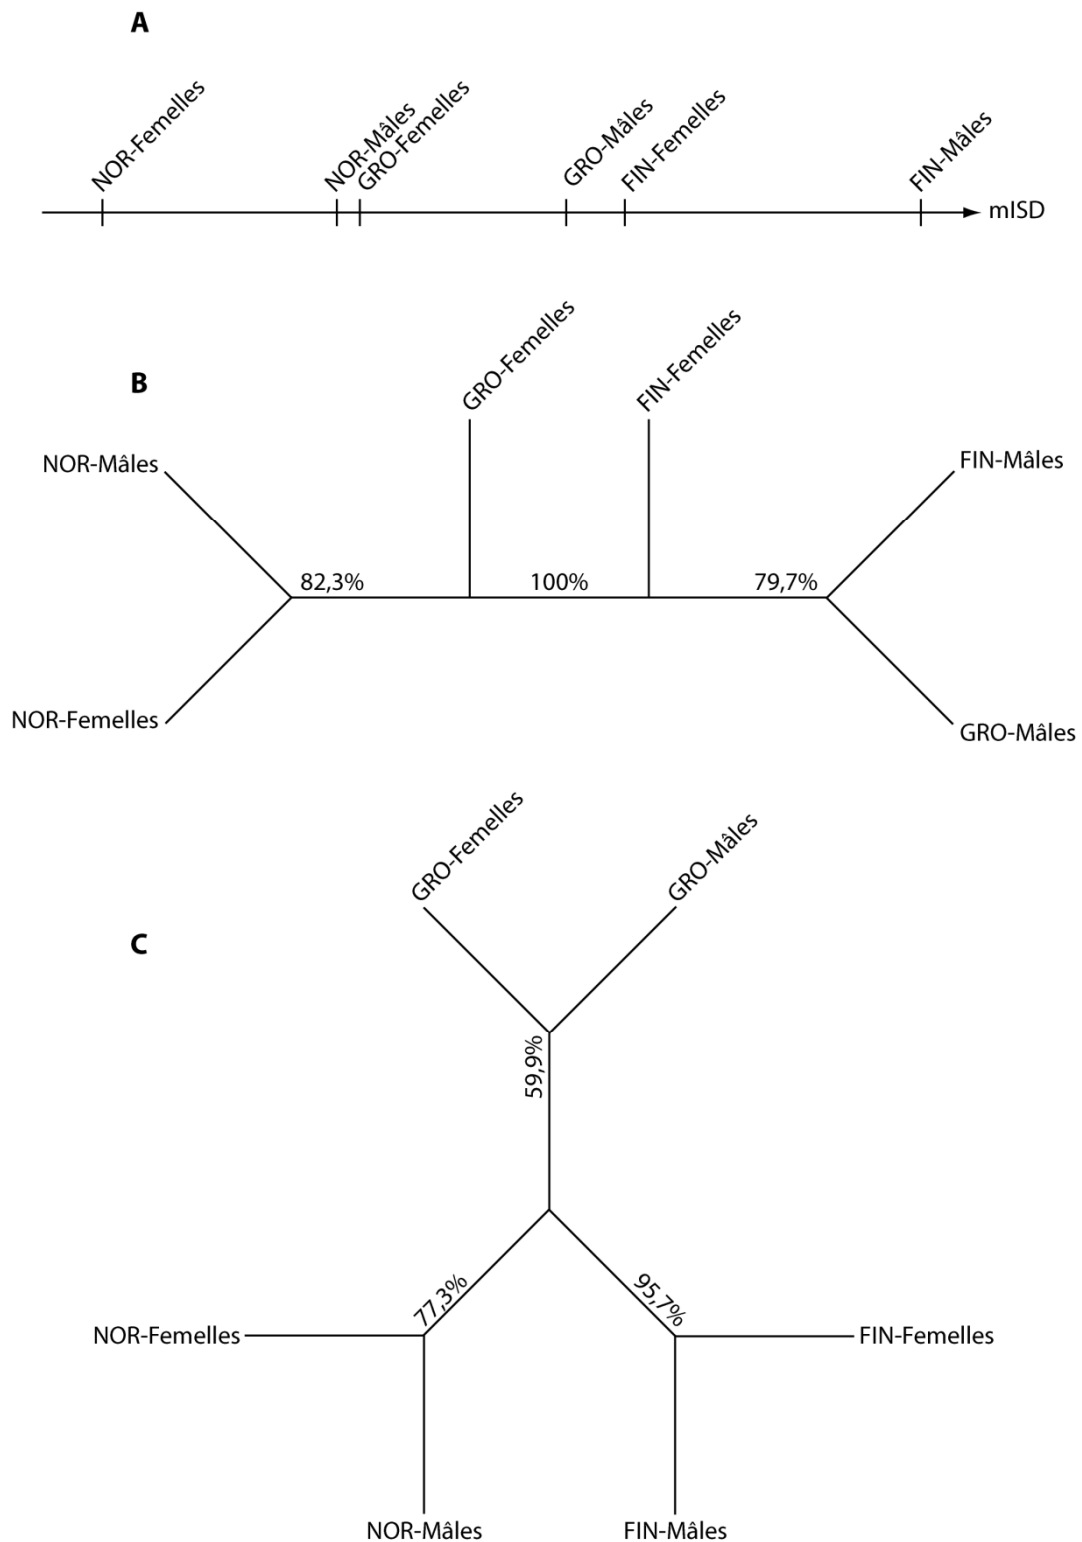 A
NOR-Femelles
NOR-Mâles
GRO-Femelles
GRO-Mâles
FIN-Femelles
FIN-Mâles
mISD
B
GRO-Femelles
FIN-Femelles
NOR-Mâles
FIN-Mâles
82,3%
100%
79,7%
NOR-Femelles
GRO-Mâles
C
GRO-Femelles
GRO-Mâles
59,9%
77,3%
95,7%
NOR-Femelles
FIN-Femelles
NOR-Mâles
FIN-Mâles